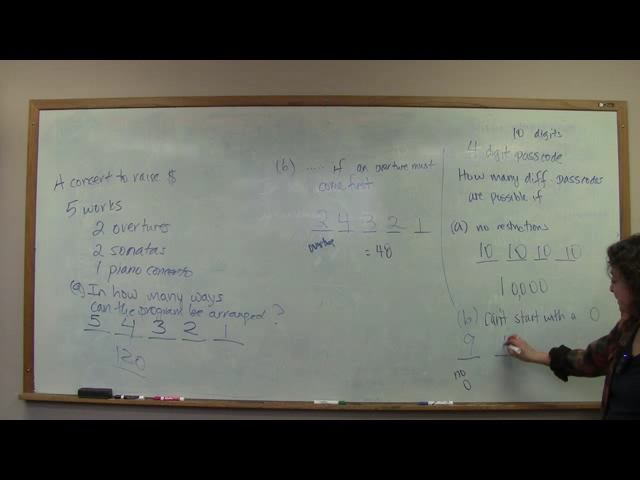 A concert to raise $
5 works
2 overtures
2 sonatas
1 piano concerto
(a) In how many ways
can the program be arranged?
5 4 3 2 1
120
(b) ..... if an overture must
come first
2 4 3 2 1
overture
= 48
10 digits
4 digit passcode
How many diff. passcodes
are possible if
(a) no restrictions
10 10 10 10
10,000
(b) can't start with a 0
9
no
0